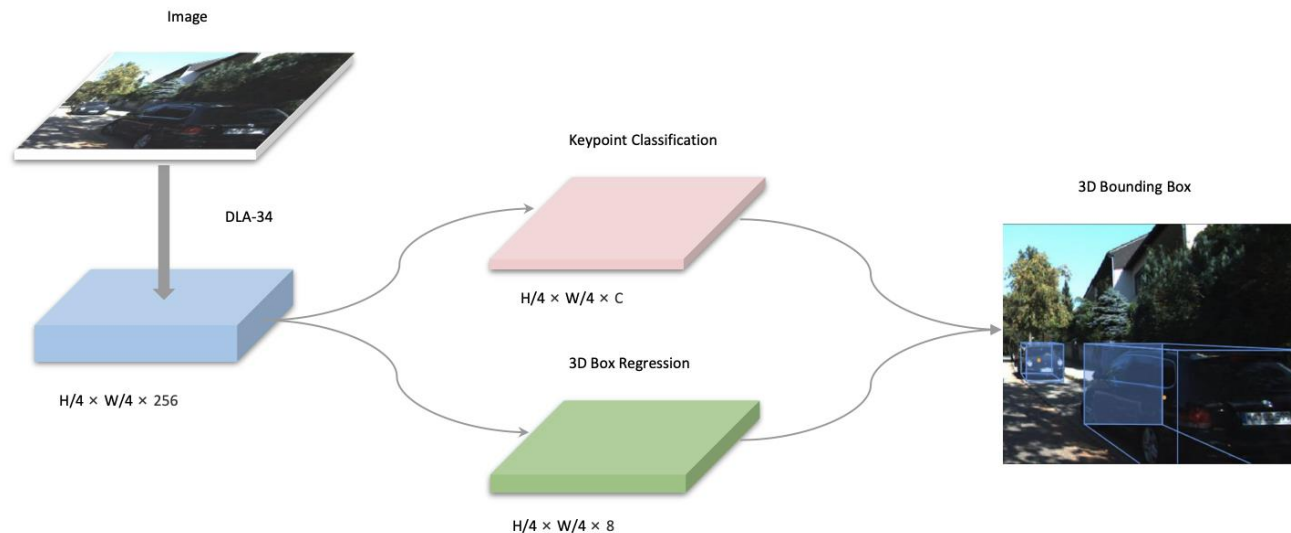 Image
DLA-34
H/4 × W/4 × 256
Keypoint Classification
H/4 × W/4 × C
3D Box Regression
H/4 × W/4 × 8
3D Bounding Box